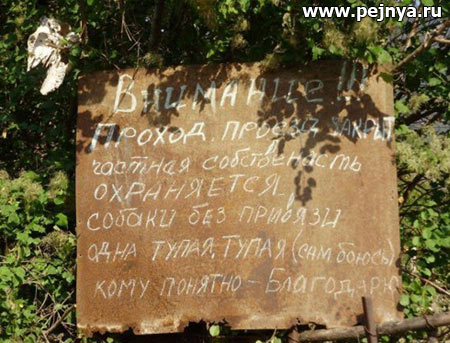 www.pejnya.ru
Внимание!!!
Проход, проезд закрыт
частная собственасть
ОХРАНЯЕТСЯ,
собаки без привязи
одна тупая, тупая (сам боюсь)
кому понятно - Благодарю